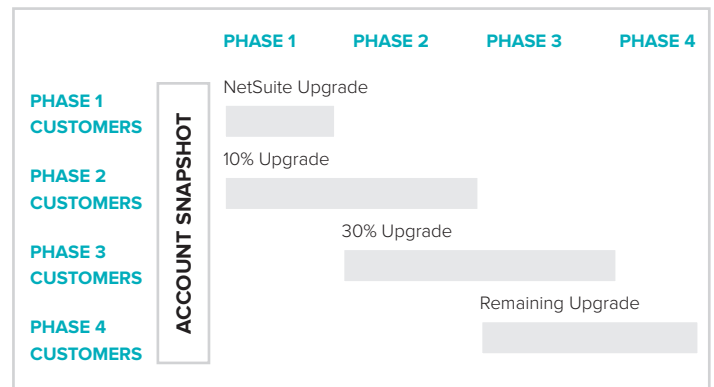 PHASE 1 PHASE 2 PHASE 3 PHASE 4
PHASE 1
CUSTOMERS
PHASE 2
CUSTOMERS
PHASE 3
CUSTOMERS
PHASE 4
CUSTOMERS
ACCOUNT SNAPSHOT
NetSuite Upgrade
10% Upgrade
30% Upgrade
Remaining Upgrade